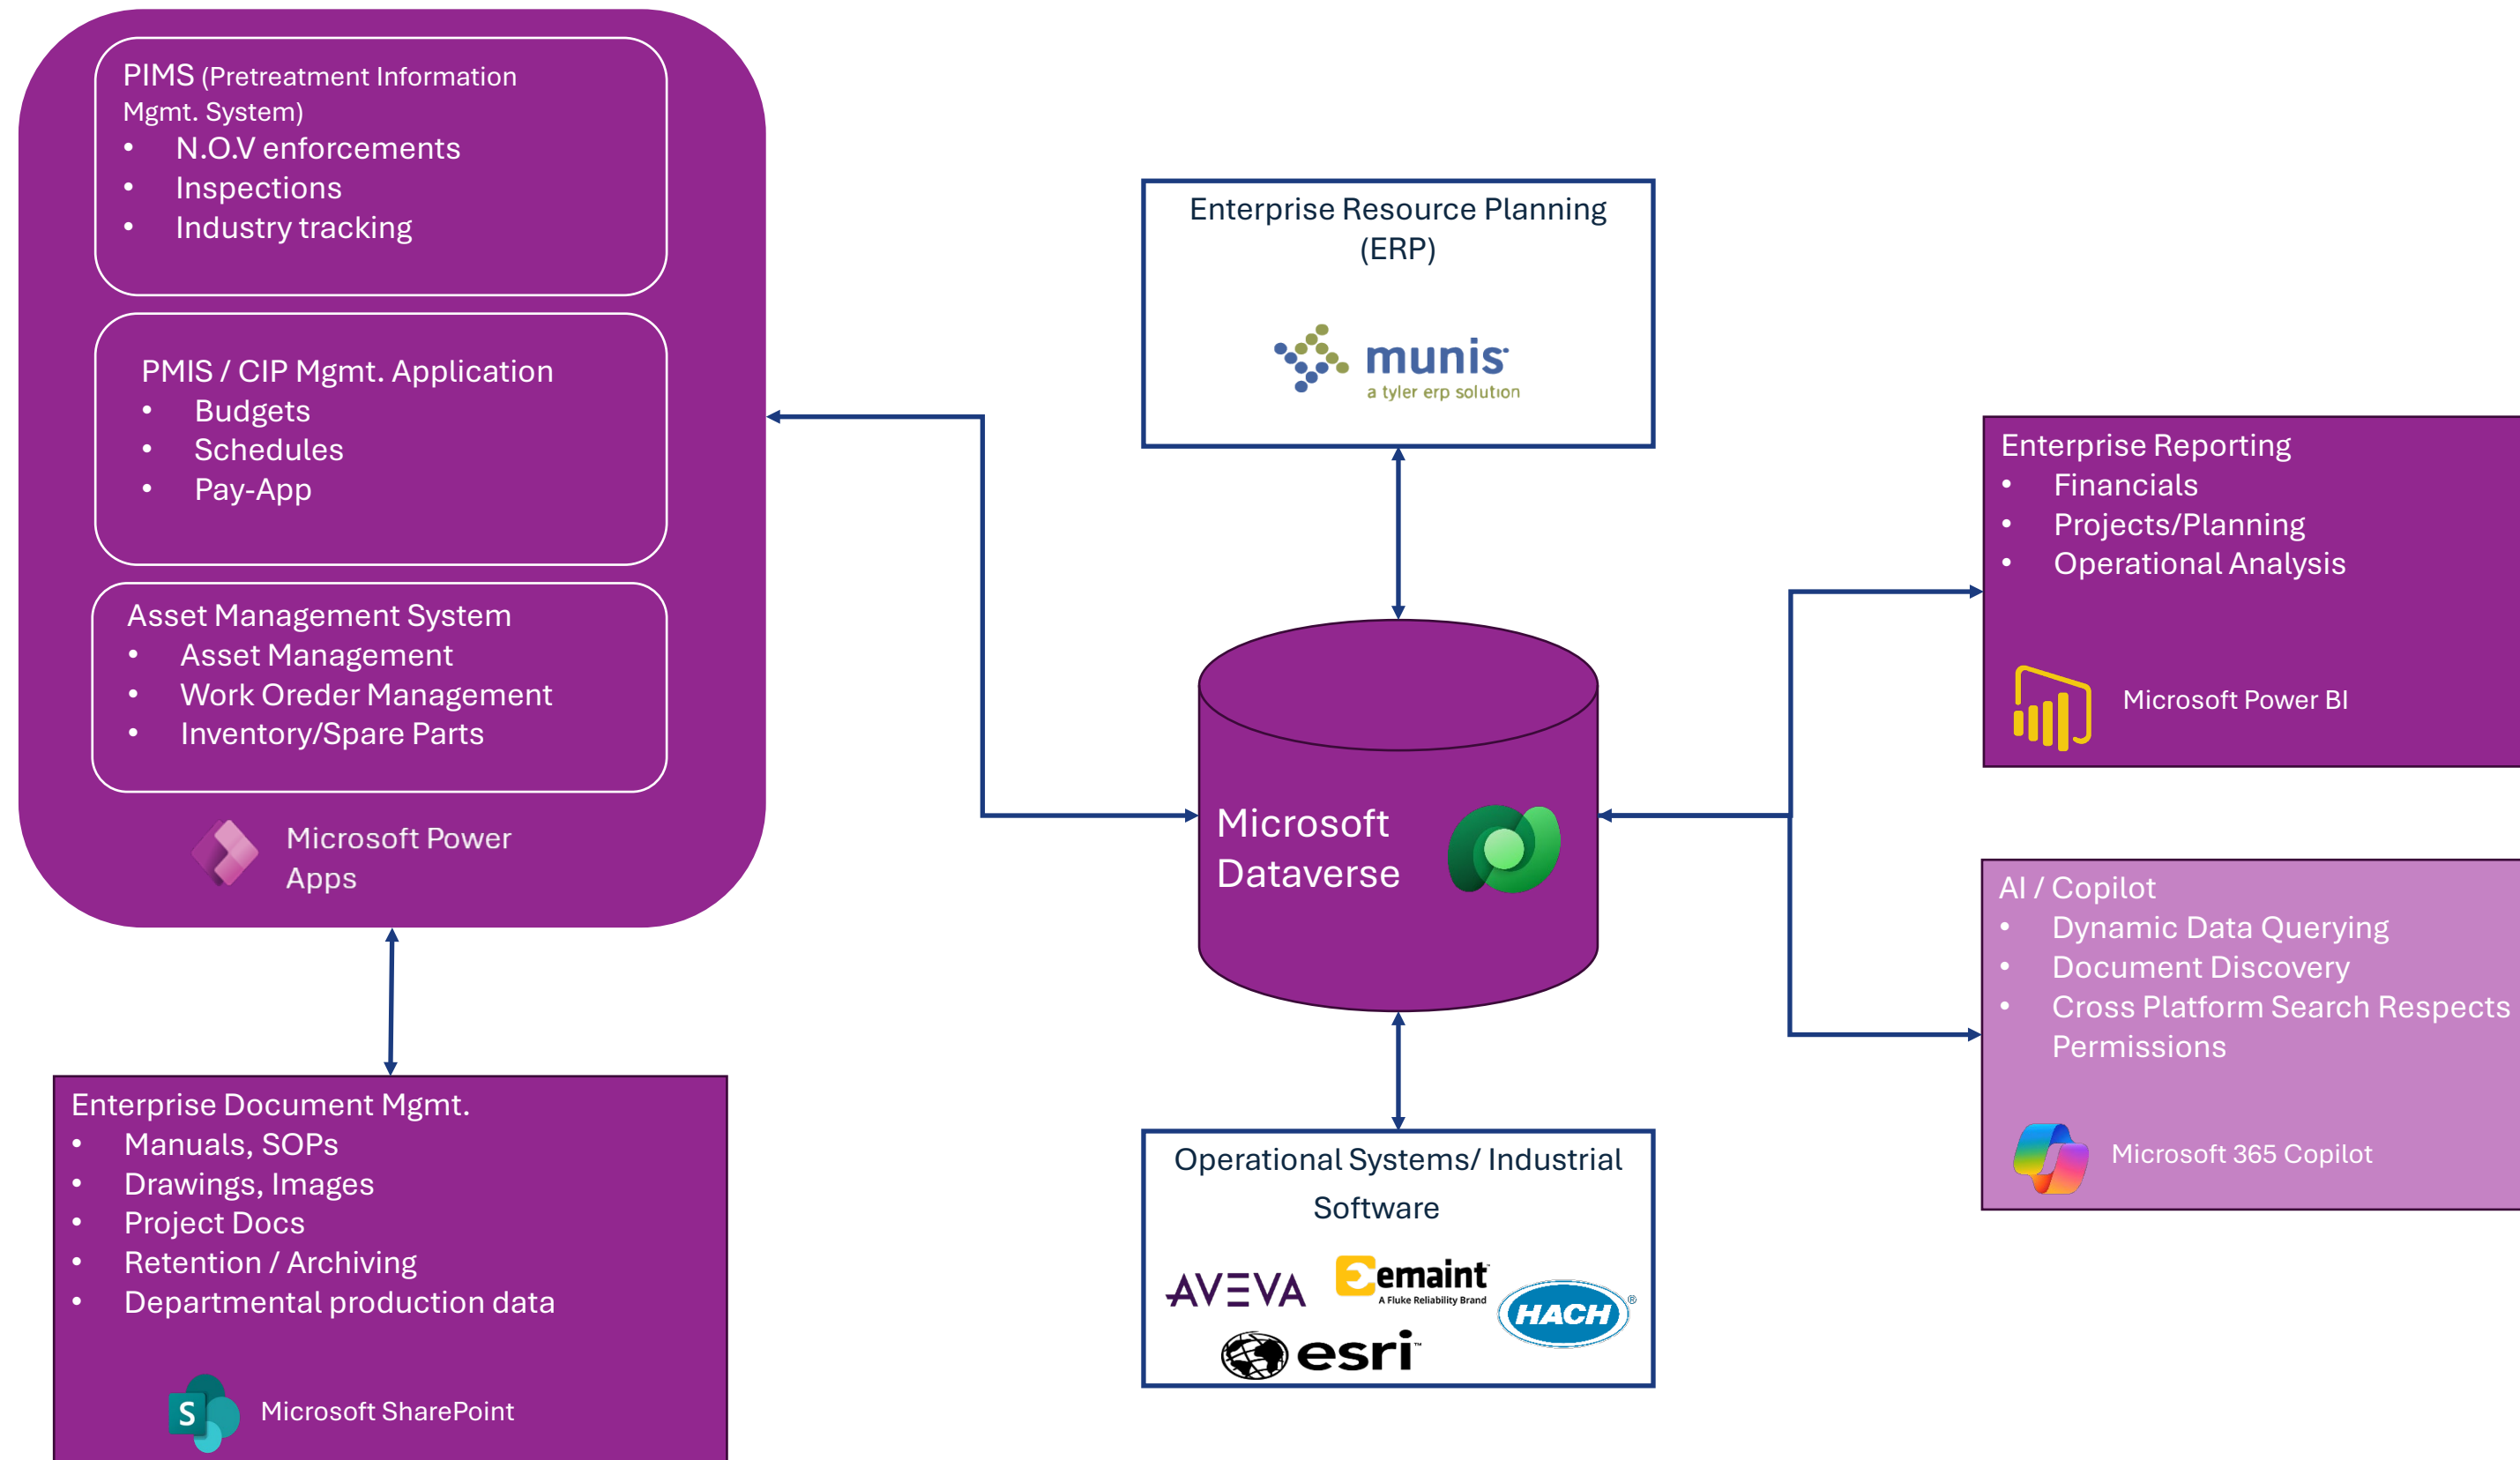 PIMS (Pretreatment Information
Mgmt. System)
• N.O.V enforcements
• Inspections
• Industry tracking
PMIS / CIP Mgmt. Application
• Budgets
• Schedules
• Pay-App
Asset Management System
• Asset Management
• Work Oreder Management
• Inventory/Spare Parts
Microsoft Power
Apps
Enterprise Document Mgmt.
• Manuals, SOPs
• Drawings, Images
• Project Docs
• Retention / Archiving
• Departmental production data
S
Microsoft SharePoint
Enterprise Resource Planning
(ERP)
munis
a tyler erp solution
Microsoft
Dataverse
Operational Systems/ Industrial
Software
AVEVA
emaint™
A Fluke Reliability Brand
HACH®
esri™
Enterprise Reporting
• Financials
• Projects/Planning
• Operational Analysis
Microsoft Power BI
AI / Copilot
• Dynamic Data Querying
• Document Discovery
• Cross Platform Search Respects
Permissions
Microsoft 365 Copilot